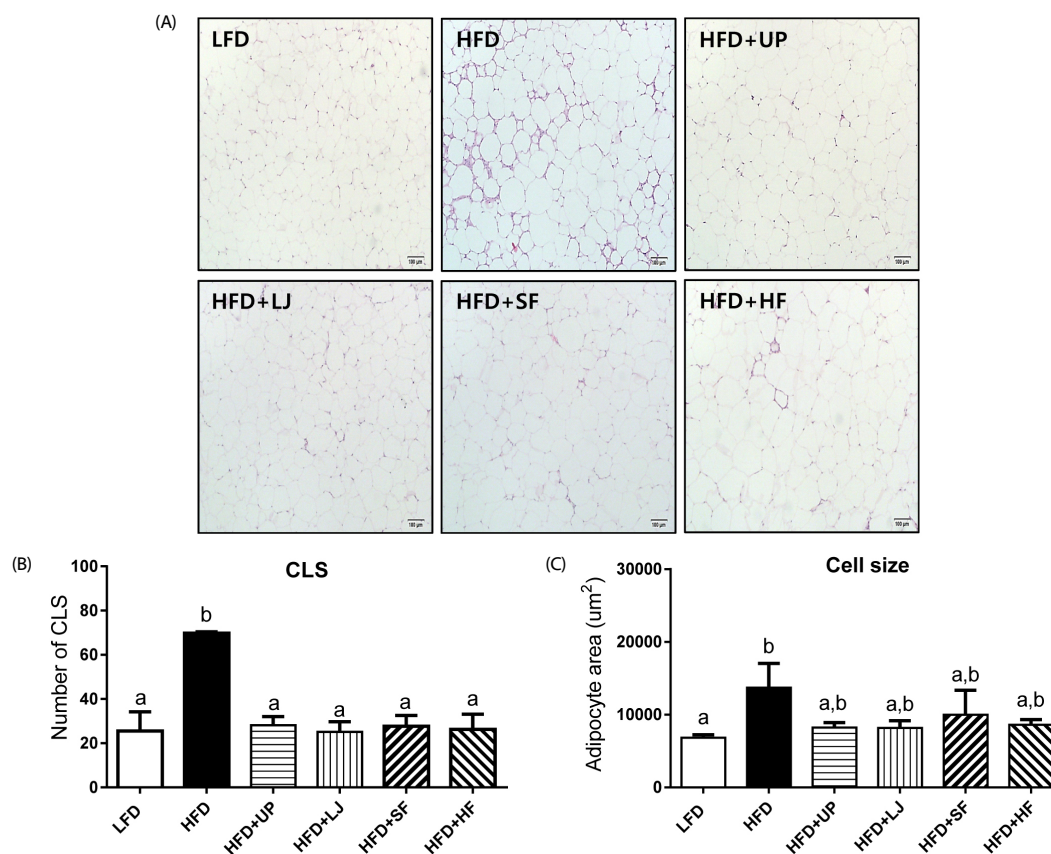 (A)
LFD
HFD
HFD+UP
100 µm
100 µm
100 µm
HFD+LJ
HFD+SF
HFD+HF
100 µm
100 µm
100 µm
(B)
CLS
Number of CLS
100
80
60
40
20
0
a
b
a
a
a
a
LFD
HFD
HFD+UP
HFD+LJ
HFD+SF
HFD+HF
(C)
Cell size
Adipocyte area (um²)
30000
20000
10000
0
a
b
a,b
a,b
a,b
a,b
LFD
HFD
HFD+UP
HFD+LJ
HFD+SF
HFD+HF